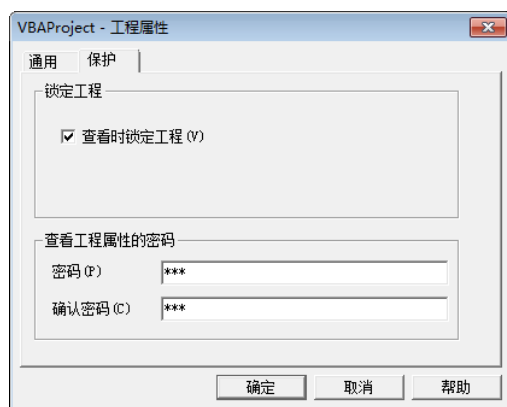 VBAProject - 工程属性
通用 保护
锁定工程
查看时锁定工程(V)
查看工程属性的密码
密码(P) ***
确认密码(C) ***
确定 取消 帮助